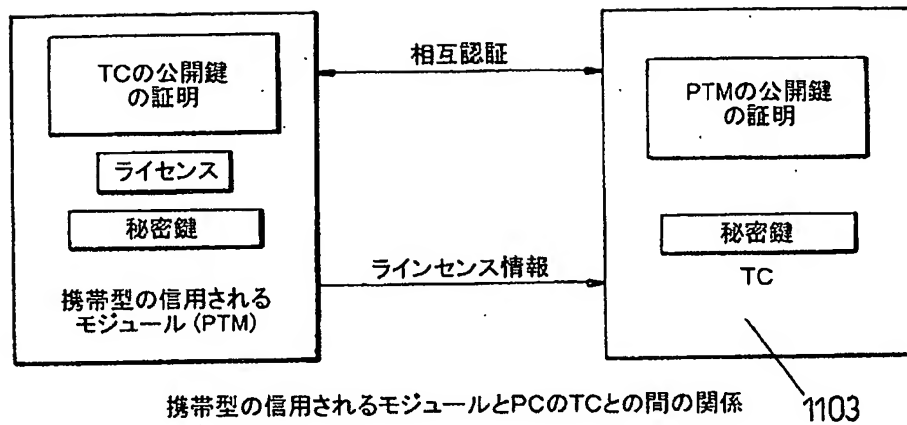 TCの公開鍵
の証明
ライセンス
秘密鍵
携帯型の信用される
モジュール (PTM)
相互認証
ラインセンス情報
PTMの公開鍵
の証明
秘密鍵
TC
携帯型の信用されるモジュールとPCのTCとの間の関係
1103